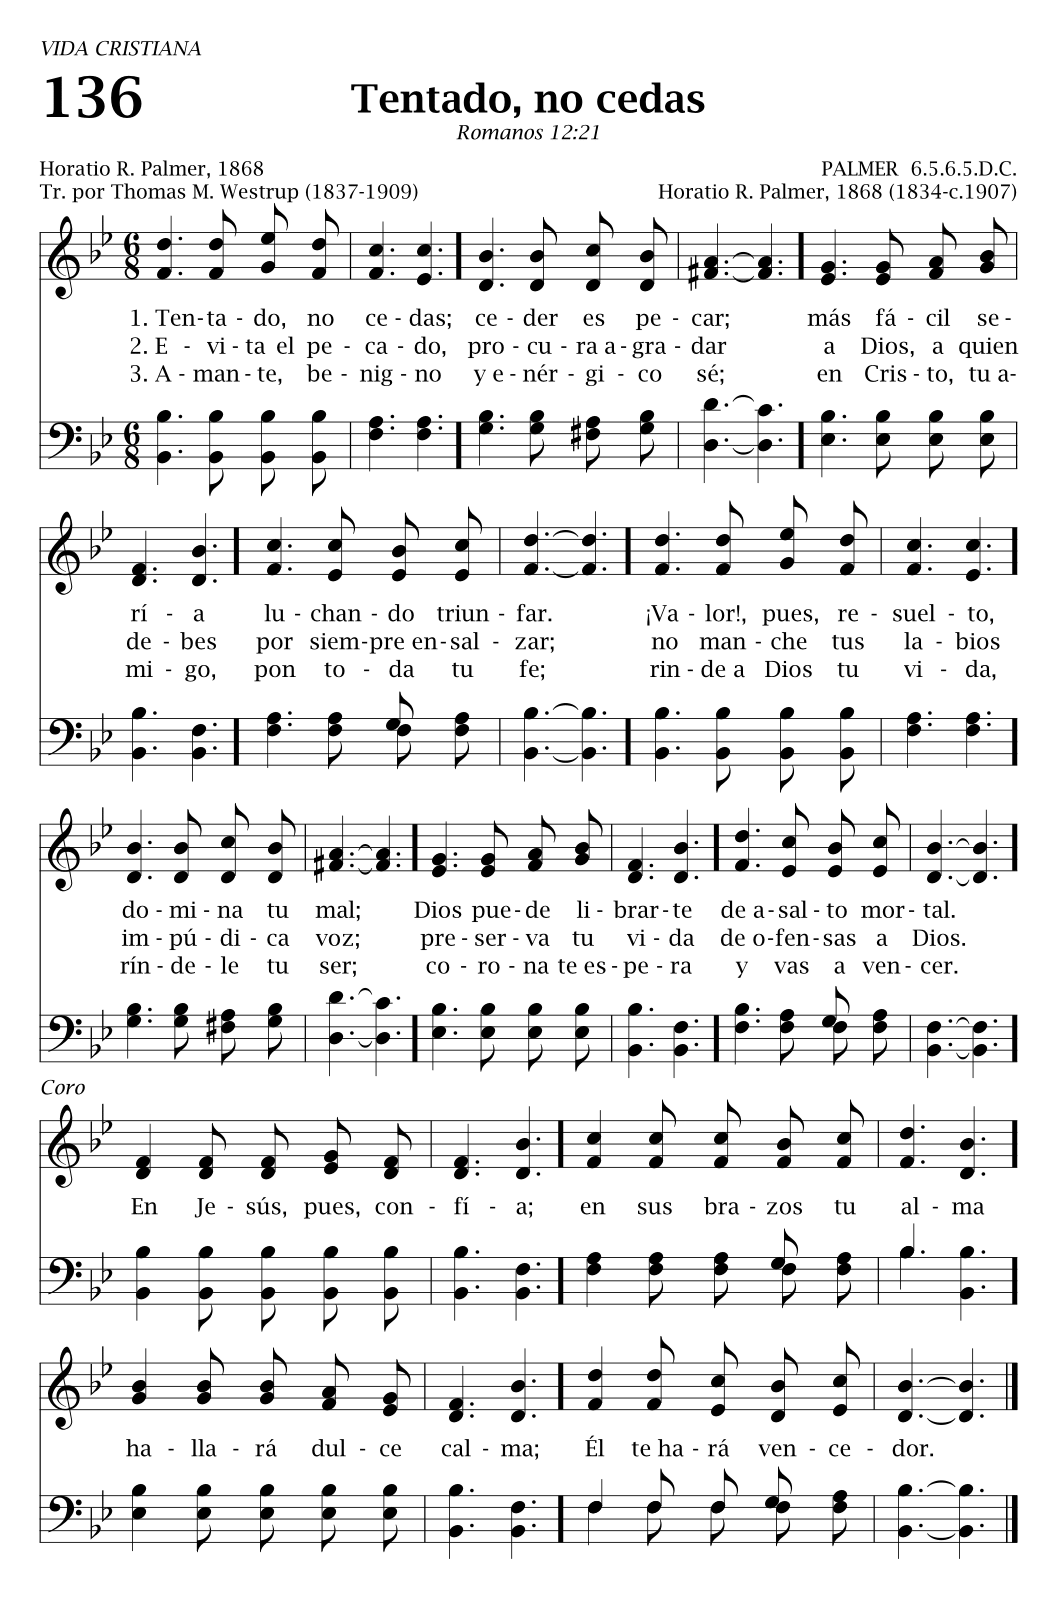 VIDA CRISTIANA
136
Tentado, no cedas
Romanos 12:21
Horatio R. Palmer, 1868
PALMER 6.5.6.5.D.C.
Tr. por Thomas M. Westrup (1837-1909)
Horatio R. Palmer, 1868 (1834-c.1907)
6 8
1. Ten-ta - do, no ce - das; ce - der es pe - car; más fá - cil se -
2. E - vi - ta el pe - ca - do, pro - cu - ra a - gra - dar a Dios, a quien
3. A - man - te, be - nig - no y e - nér - gi - co sé; en Cris - to, tu a-
6 8
rí - a lu - chan - do triun - far. ¡Va - lor!, pues, re - suel - to,
de - bes por siem-pre en-sal - zar; no man - che tus la - bios
mi - go, pon to - da tu fe; rin - de a Dios tu vi - da,
do - mi - na tu mal; Dios pue-de li - brar-te de a-sal - to mor - tal.
im - pú - di - ca voz; pre - ser - va tu vi - da de o-fen-sas a Dios.
rín - de - le tu ser; co - ro - na te es - pe - ra y vas a ven - cer.
Coro
En Je - sús, pues, con - fí - a; en sus bra - zos tu al - ma
ha - lla - rá dul - ce cal - ma; Él te ha - rá ven - ce - dor.